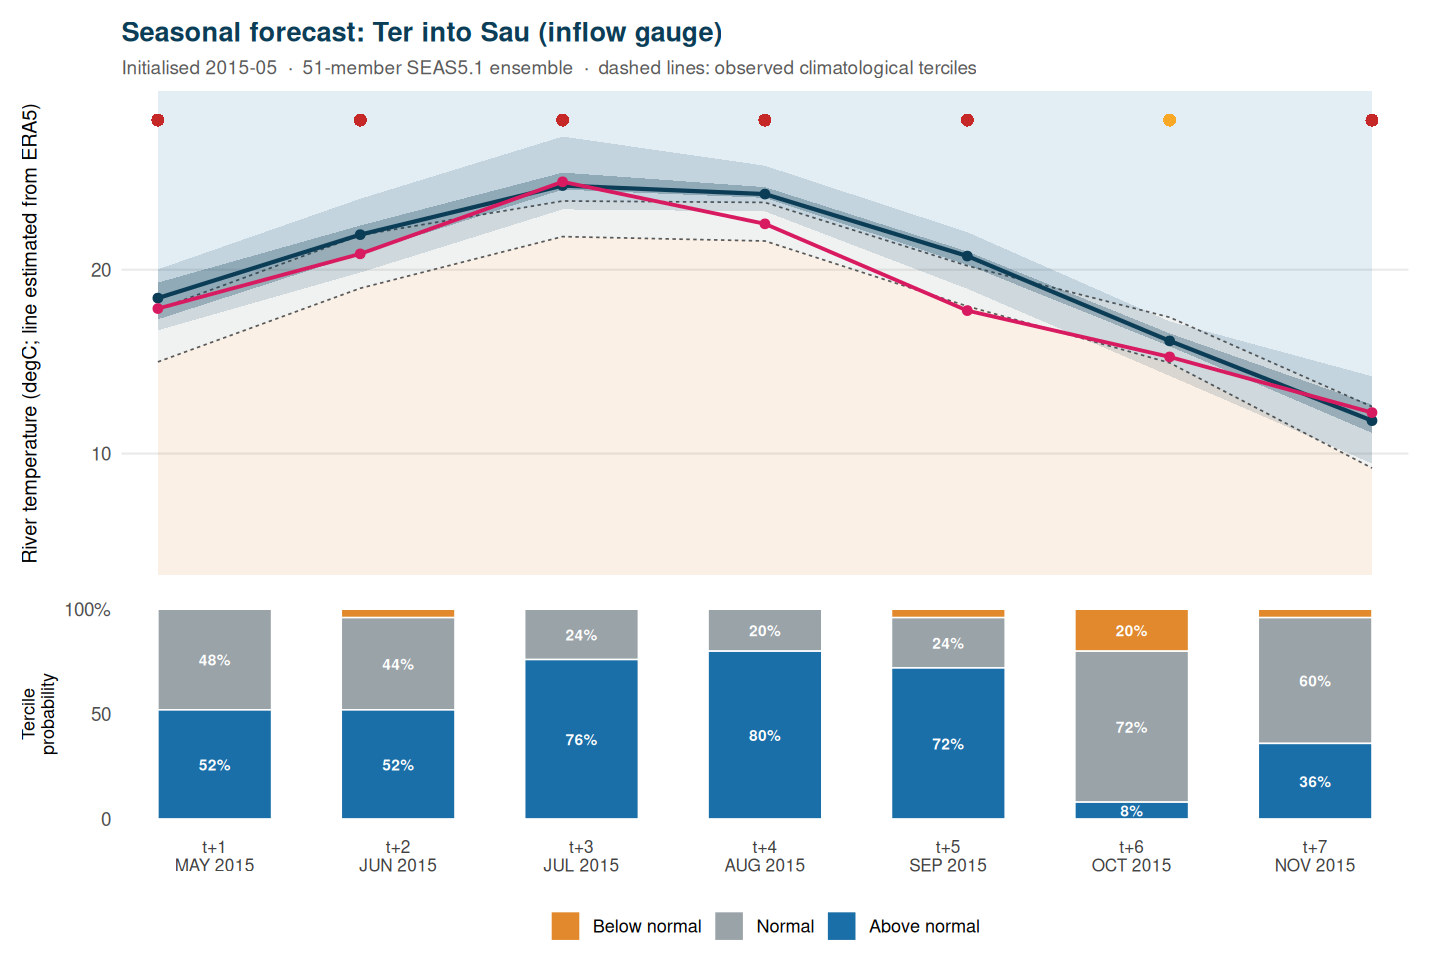 Seasonal forecast: Ter into Sau (inflow gauge)
Initialised 2015-05 · 51-member SEAS5.1 ensemble · dashed lines: observed climatological terciles
River temperature (degC; line estimated from ERA5)
20
10
Tercile
probability
100%
50
0
48%
52%
44%
52%
24%
76%
20%
80%
24%
72%
20%
72%
8%
60%
36%
t+1
MAY 2015
t+2
JUN 2015
t+3
JUL 2015
t+4
AUG 2015
t+5
SEP 2015
t+6
OCT 2015
t+7
NOV 2015
Below normal
Normal
Above normal